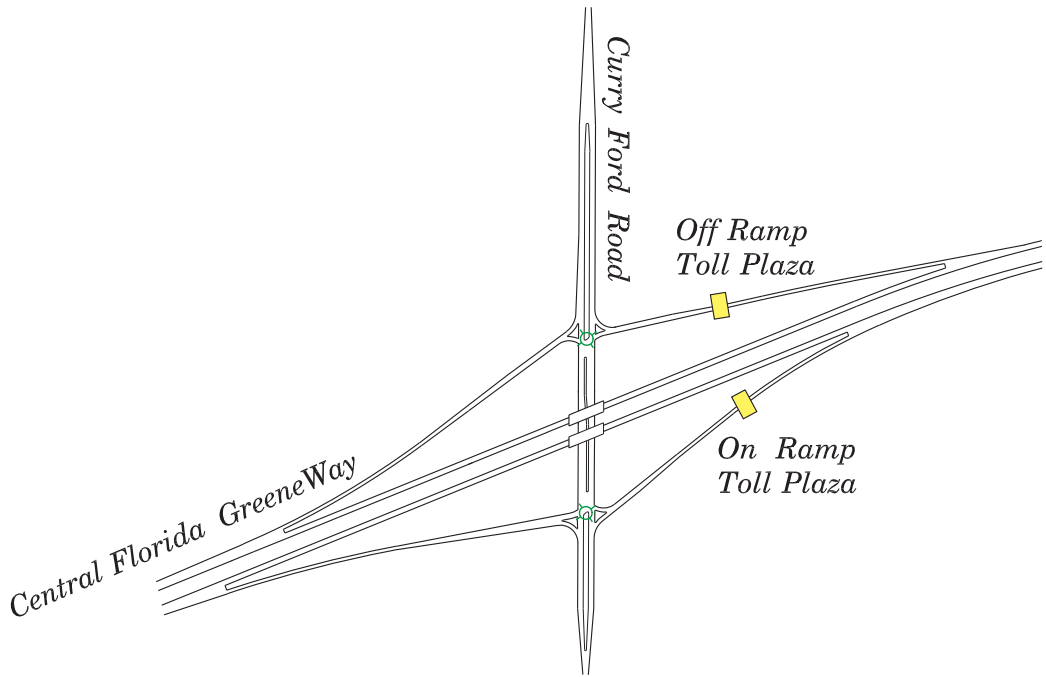 Curry Ford Road
Off Ramp
Toll Plaza
On Ramp
Toll Plaza
Central Florida GreeneWay